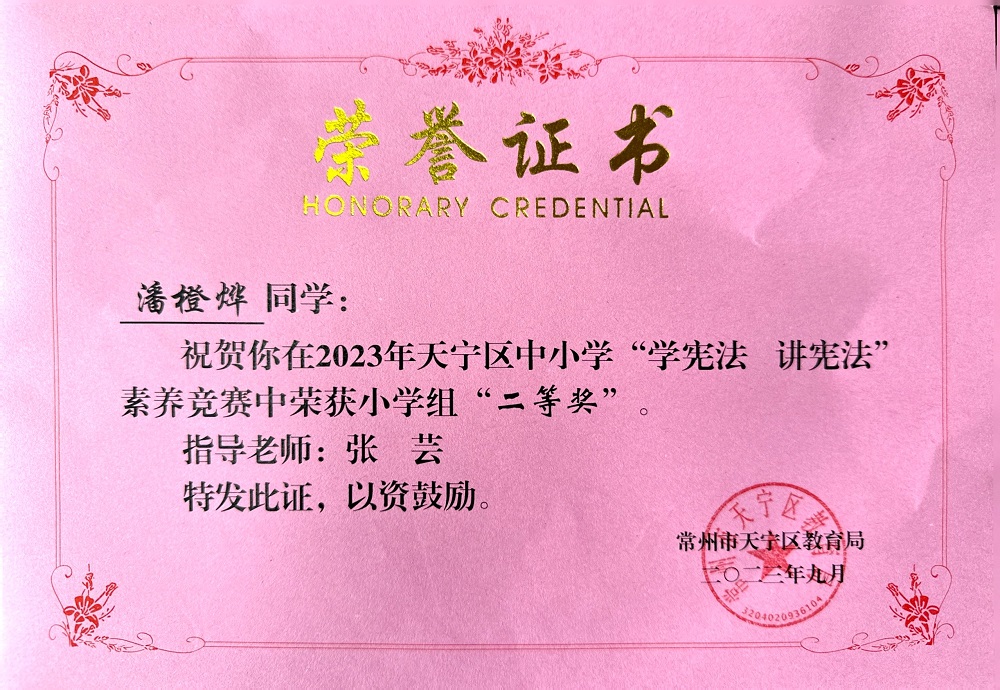 荣誉证书
HONORARY CREDENTIAL
潘橙烨 同学：
祝贺你在2023年天宁区中小学“学宪法 讲宪法”
素养竞赛中荣获小学组“二等奖”。
指导老师：张 芸
特发此证，以资鼓励。
常州市天宁区教育局
二〇二三年九月
3204020936104